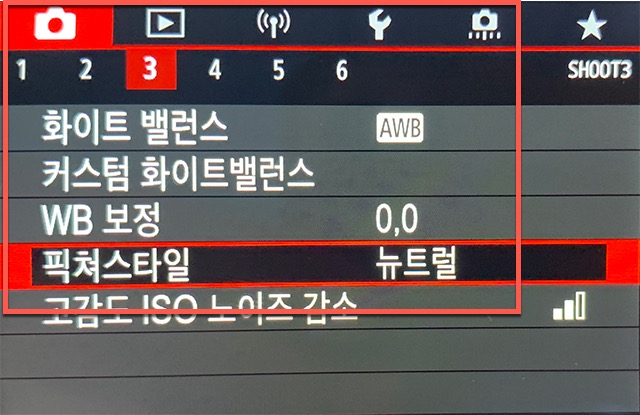 1 2 3 4 5 6 SHOOT3
화이트 밸런스 AWB
커스텀 화이트밸런스
WB 보정 0,0
픽쳐스타일 뉴트럴
고감도 ISO 노이즈 감소